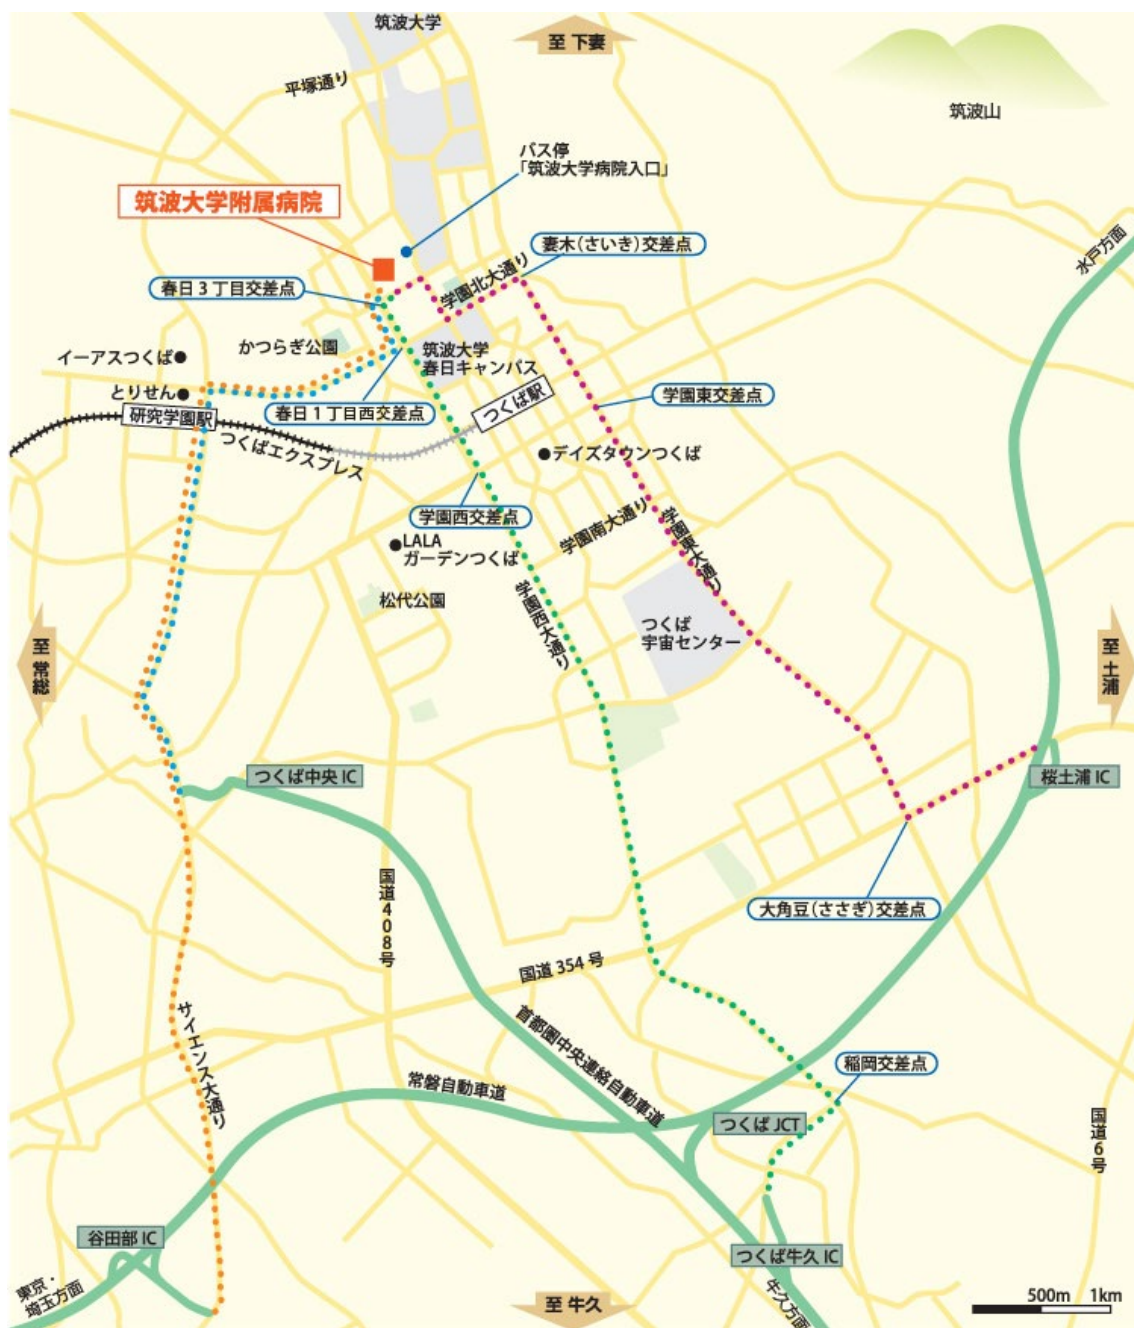 筑波大学
至 下妻
平塚通り
筑波山
バス停
「筑波大学病院入口」
筑波大学附属病院
妻木(さいき)交差点
水戸方面
春日3丁目交差点
学園北大通り
かつらぎ公園
筑波大学
春日キャンパス
イーアスつくば
とりせん
研究学園駅
つくばエクスプレス
春日1丁目西交差点
つくば駅
学園東交差点
デイズタウンつくば
学園西交差点
学園南大通り
学園東大通り
LALA
ガーデンつくば
松代公園
学園西大通り
つくば
宇宙センター
至 常総
至 土浦
つくば中央IC
桜土浦IC
国道408号
大角豆(ささぎ)交差点
国道354号
サイエンス大通り
首都圏中央連絡自動車道
稲岡交差点
常磐自動車道
つくばJCT
国道6号
谷田部IC
つくば牛久IC
東京・
埼玉方面
至 牛久
牛久方面
500m 1km